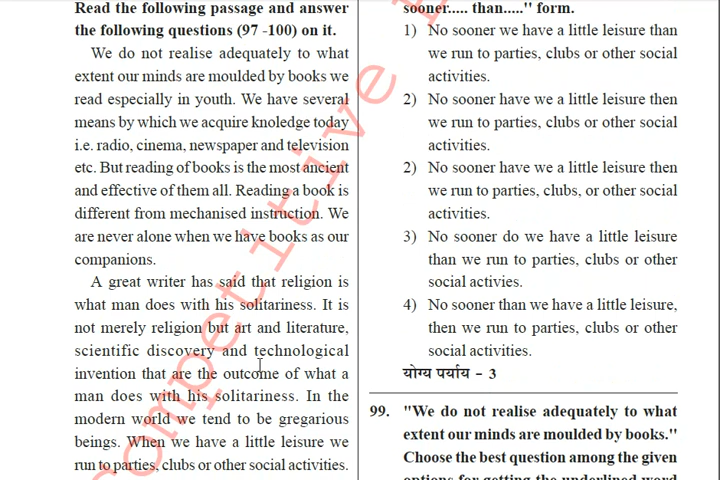 Read the following passage and answer
the following questions (97 -100) on it.
We do not realise adequately to what
extent our minds are moulded by books we
read especially in youth. We have several
means by which we acquire knoledge today
i.e. radio, cinema, newspaper and television
etc. But reading of books is the most ancient
and effective of them all. Reading a book is
different from mechanised instruction. We
are never alone when we have books as our
companions.
A great writer has said that religion is
what man does with his solitariness. It is
not merely religion but art and literature,
scientific discovery and technological
invention that are the outcome of what a
man does with his solitariness. In the
modern world we tend to be gregarious
beings. When we have a little leisure we
run to parties, clubs or other social activities.
sooner..... than....." form.
1) No sooner we have a little leisure than
we run to parties, clubs or other social
activities.
2) No sooner have we a little leisure then
we run to parties, clubs or other social
activities.
2) No sooner have we a little leisure then
we run to parties, clubs, or other social
activities.
3) No sooner do we have a little leisure
than we run to parties, clubs or other
social activies.
4) No sooner than we have a little leisure,
then we run to parties, clubs or other
social activities.
योग्य पर्याय - 3
99. "We do not realise adequately to what
extent our minds are moulded by books."
Choose the best question among the given
options for getting the underlined word
Competitive